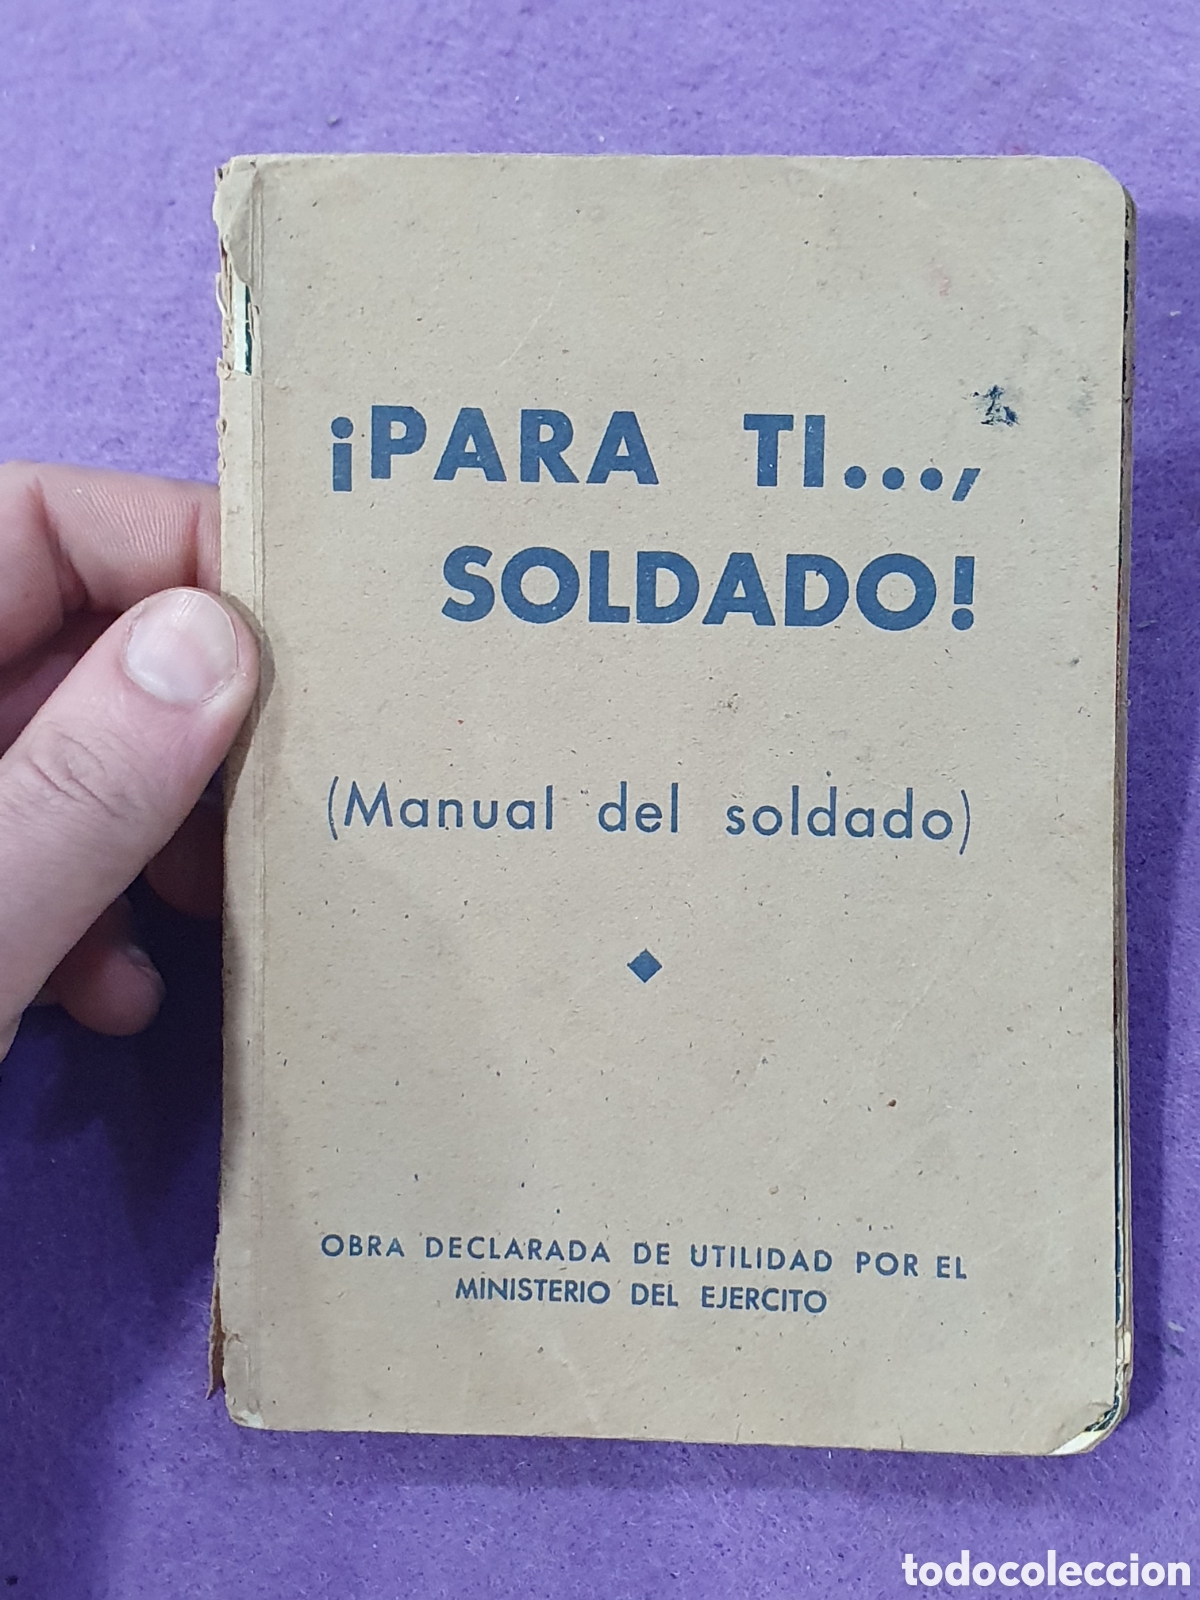 ¡PARA TI...,
SOLDADO!
(Manual del soldado)
OBRA DECLARADA DE UTILIDAD POR EL
MINISTERIO DEL EJERCITO
todocoleccion